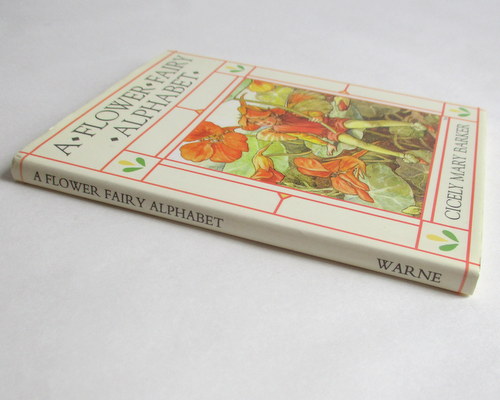 A•FLOWER•FAIRY
•ALPHABET•
CICELY MARY BARKER
A FLOWER FAIRY ALPHABET
WARNE